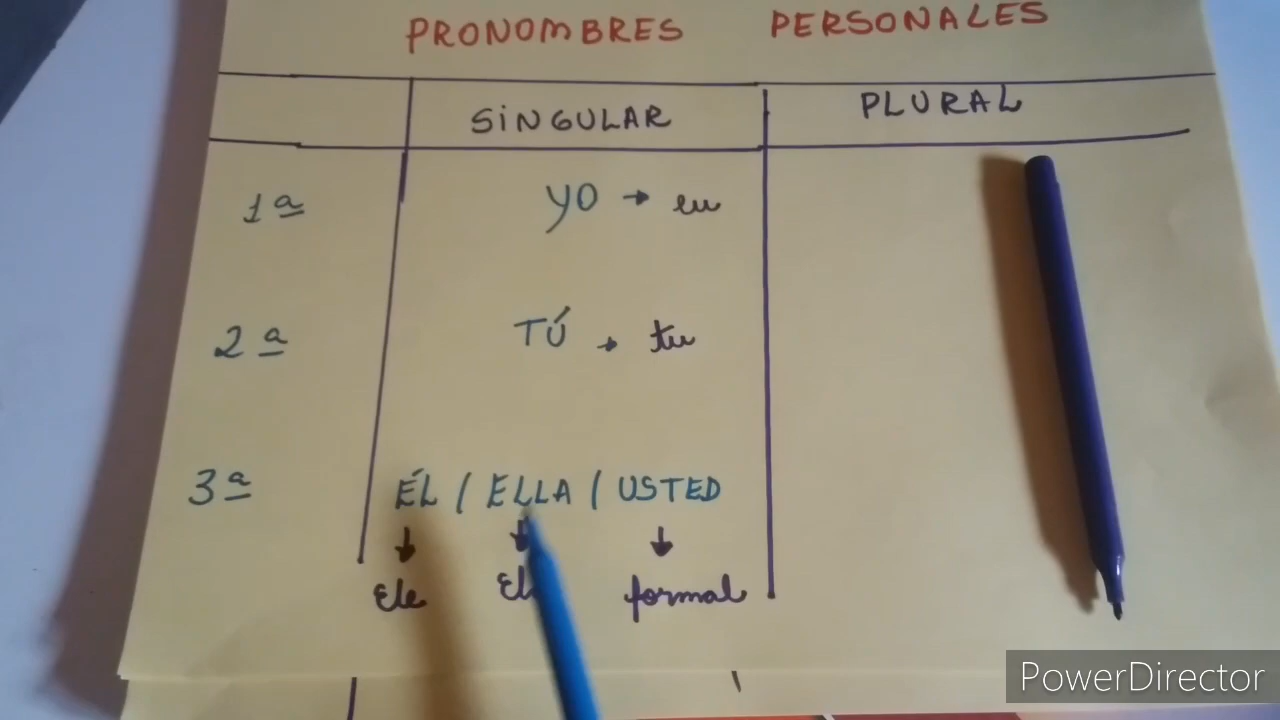 PRONOMBRES PERSONALES
SINGULAR PLURAL
1ª YO → eu
2ª TÚ → tu
3ª ÉL / ELLA / USTED
↓ ↓ ↓
Ele formal
PowerDirector